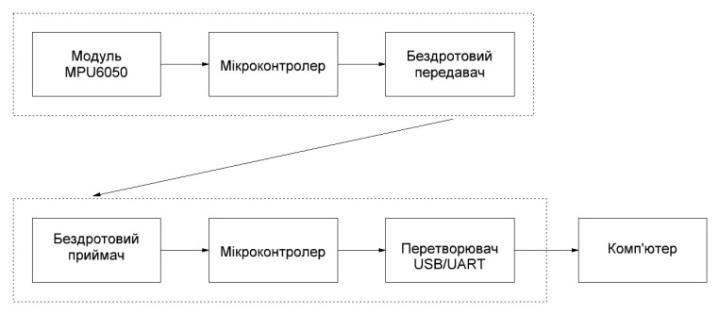 Модуль
MPU6050
Мікроконтролер
Бездротовий
передавач
Бездротовий
приймач
Мікроконтролер
Перетворювач
USB/UART
Комп'ютер